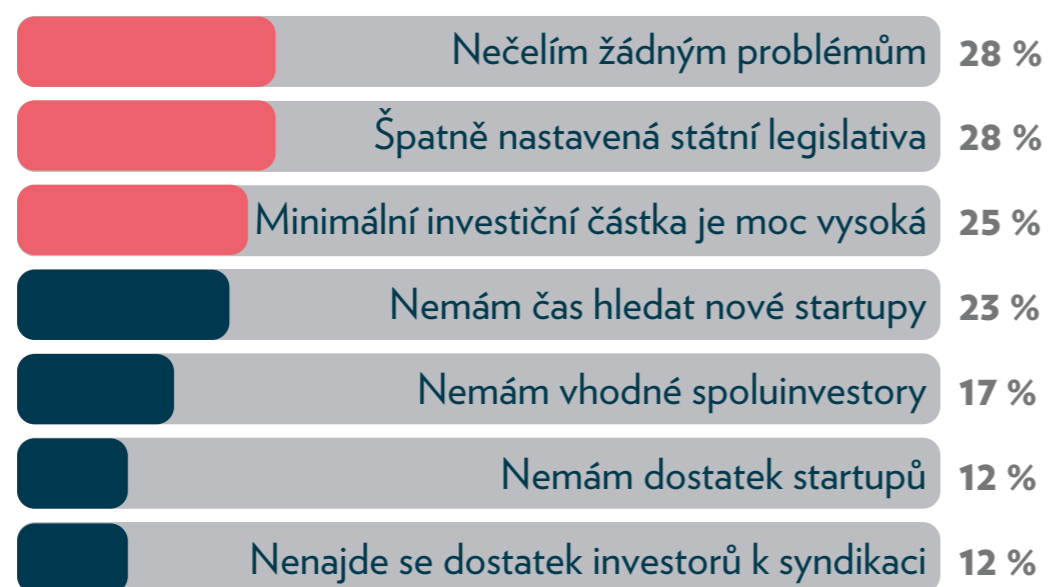 Nečelím žádným problémům 28 %
Špatně nastavená státní legislativa 28 %
Minimální investiční částka je moc vysoká 25 %
Nemám čas hledat nové startupy 23 %
Nemám vhodné spoluinvestory 17 %
Nemám dostatek startupů 12 %
Nenajde se dostatek investorů k syndikaci 12 %